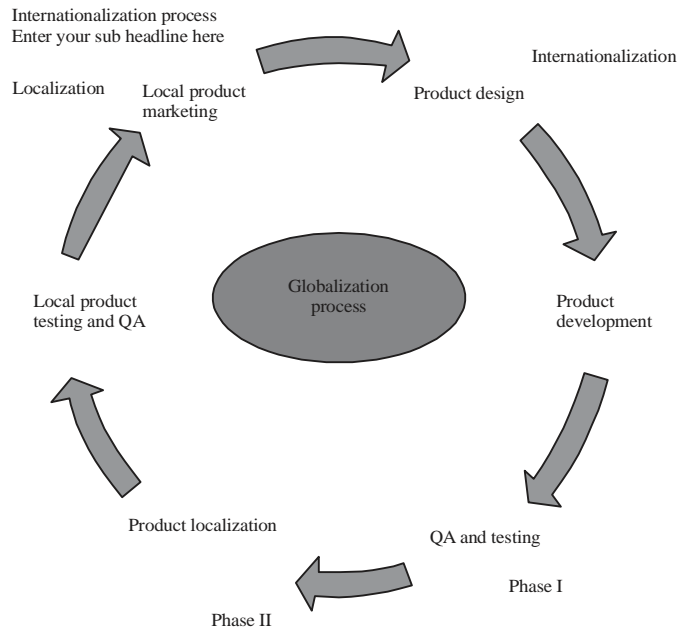 Internationalization process
Enter your sub headline here
Internationalization
Localization
Local product
marketing
Product design
Globalization
process
Local product
testing and QA
Product
development
Product localization
QA and testing
Phase I
Phase II